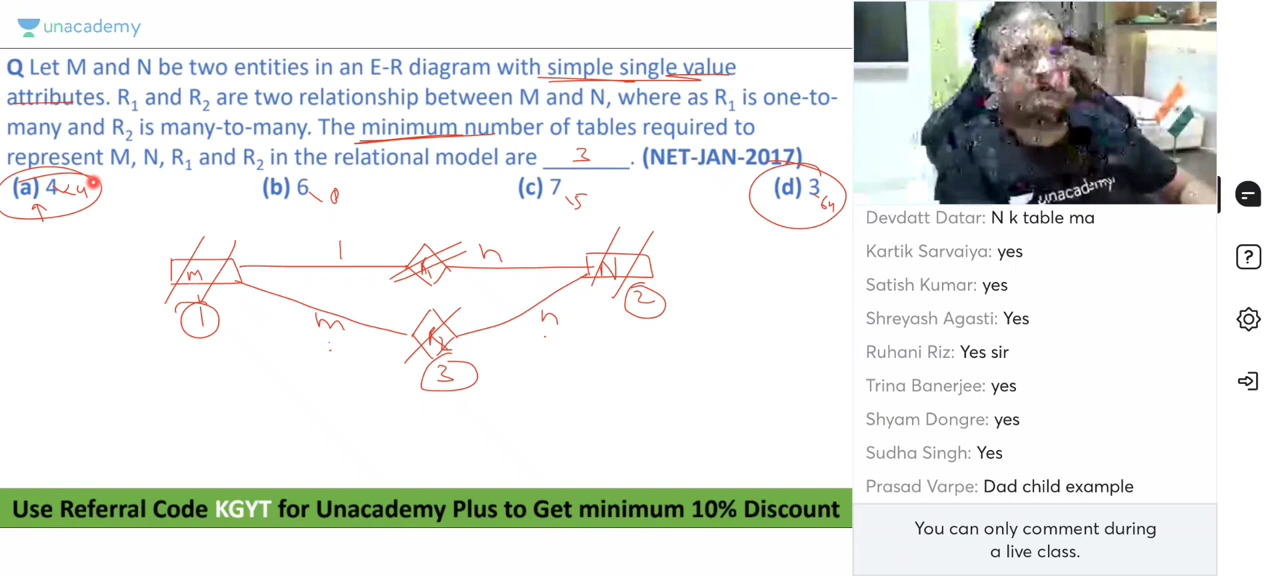 unacademy
Q Let M and N be two entities in an E-R diagram with simple single value
attributes. R1 and R2 are two relationship between M and N, where as R1 is one-to-
many and R2 is many-to-many. The minimum number of tables required to
represent M, N, R1 and R2 in the relational model are ___3___. (NET-JAN-2017)
(a) 4 (b) 6 (c) 7 (d) 3
24 0 5 64
M 1 R1 n N
1 2
m R2 n
3
Use Referral Code KGYT for Unacademy Plus to Get minimum 10% Discount
unacademy
Devdatt Datar: N k table ma
Kartik Sarvaiya: yes
Satish Kumar: yes
Shreyash Agasti: Yes
Ruhani Riz: Yes sir
Trina Banerjee: yes
Shyam Dongre: yes
Sudha Singh: Yes
Prasad Varpe: Dad child example
You can only comment during
a live class.